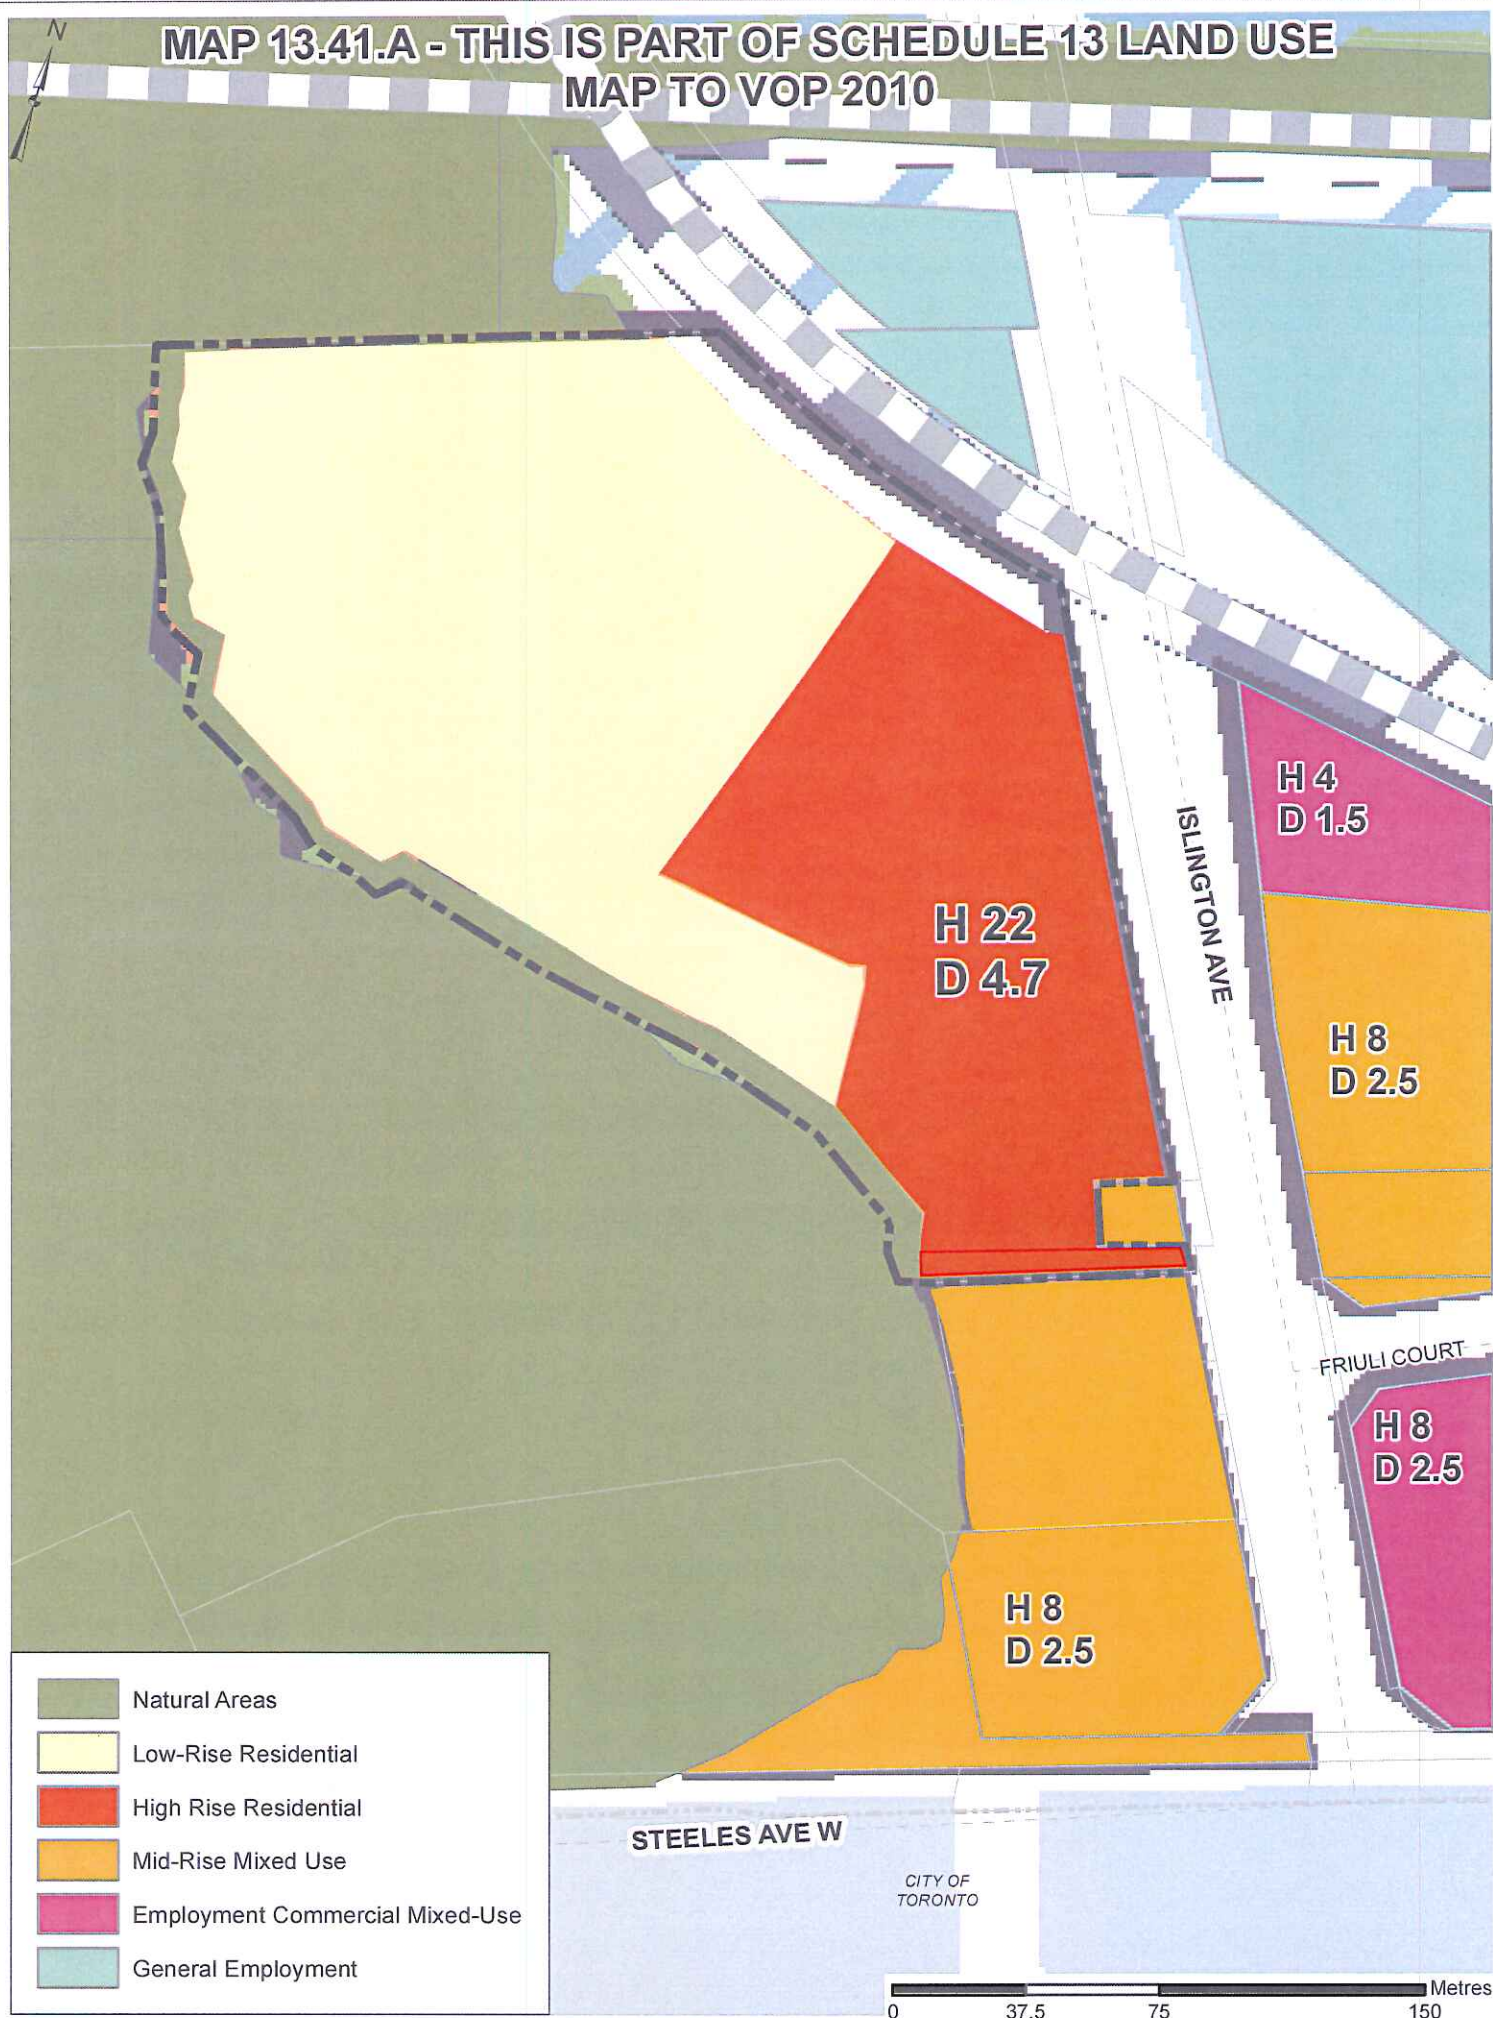 N
MAP 13.41.A - THIS IS PART OF SCHEDULE 13 LAND USE
MAP TO VOP 2010
H 4
D 1.5
ISLINGTON AVE
H 22
D 4.7
H 8
D 2.5
FRIULI COURT
H 8
D 2.5
H 8
D 2.5
Natural Areas
Low-Rise Residential
High Rise Residential
Mid-Rise Mixed Use
Employment Commercial Mixed-Use
General Employment
STEELES AVE W
CITY OF
TORONTO
Metres
0 37.5 75 150